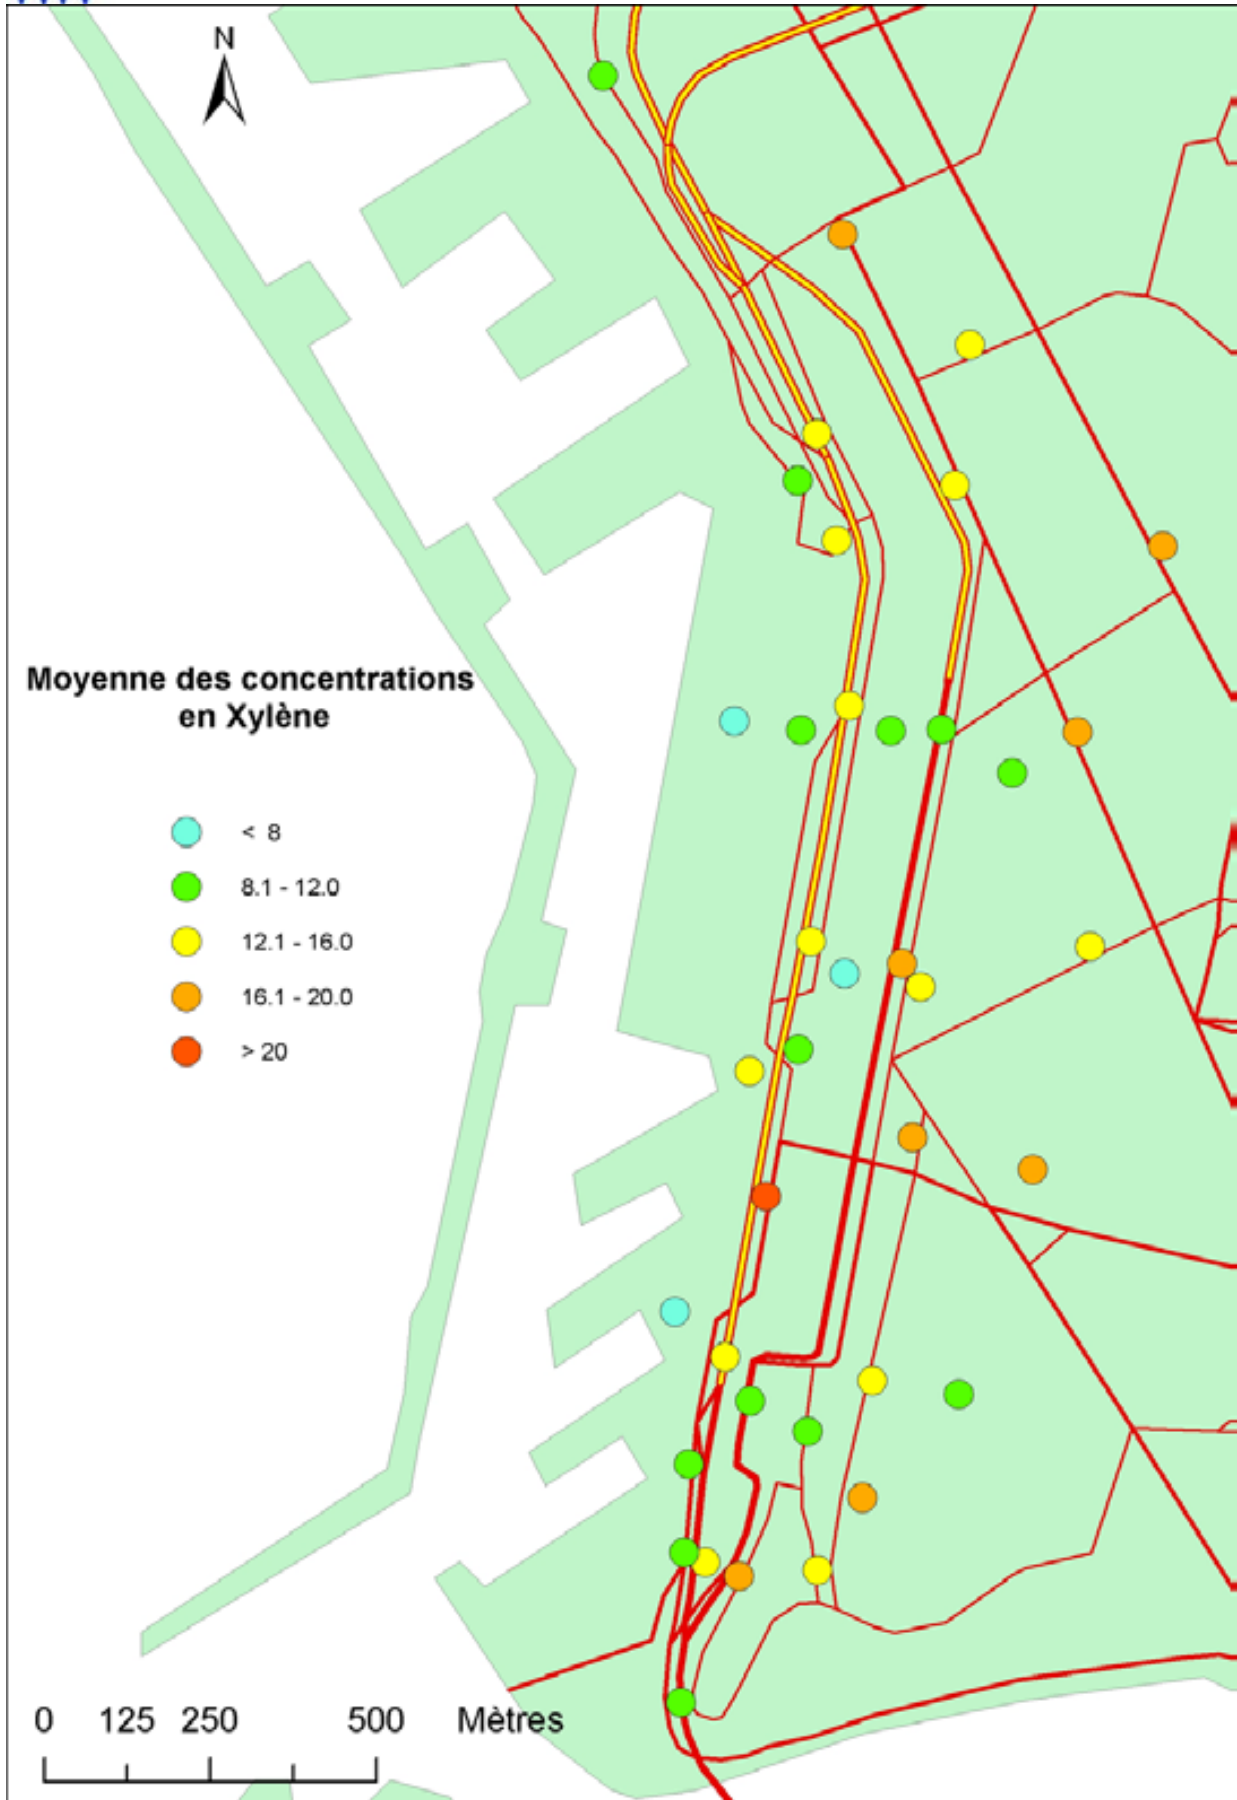 N
Moyenne des concentrations
en Xylène
< 8
8.1 - 12.0
12.1 - 16.0
16.1 - 20.0
> 20
0 125 250 500 Mètres